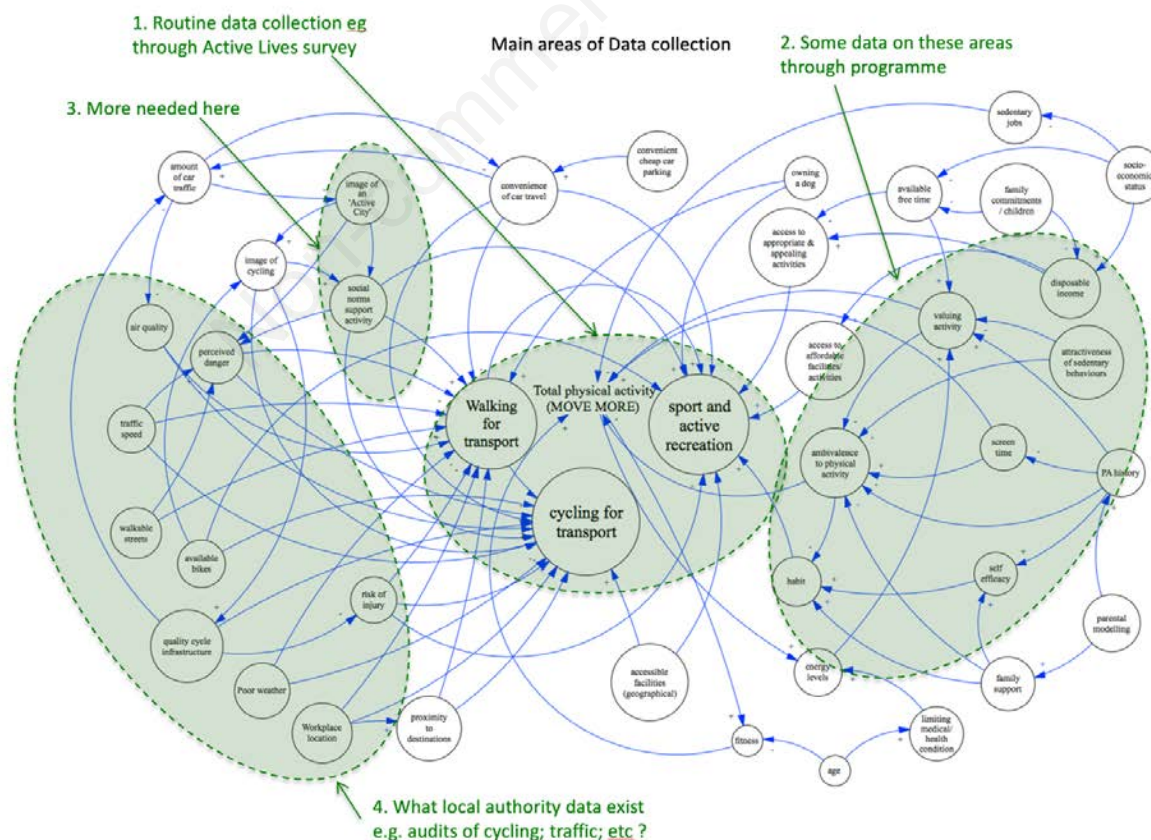 1. Routine data collection eg
through Active Lives survey
Main areas of Data collection
2. Some data on these areas
through programme
3. More needed here
sedentary
jobs
amount
of car
traffic
image of
an 'Active
City'
convenience
of car travel
convenient
cheap car
parking
owning
a dog
available
free time
family
commitments
/ children
socio-
economic
status
access to
appropriate &
appealing
activities
image of
cycling
social
norms
support
activity
disposable
income
valuing
activity
air quality
perceived
danger
access to
affordable
facilities/
activities
attractiveness
of sedentary
behaviours
Total physical activity
(MOVE MORE)
Walking
for
transport
sport and
active
recreation
traffic
speed
ambivalence
to physical
activity
screen
time
PA history
cycling for
transport
walkable
streets
available
bikes
risk of
injury
habit
self
efficacy
quality cycle
infrastructure
parental
modelling
accessible
facilities
(geographical)
energy
levels
family
support
Poor weather
Workplace
location
proximity
to
destinations
fitness
limiting
medical/
health
condition
age
4. What local authority data exist
e.g. audits of cycling; traffic; etc ?